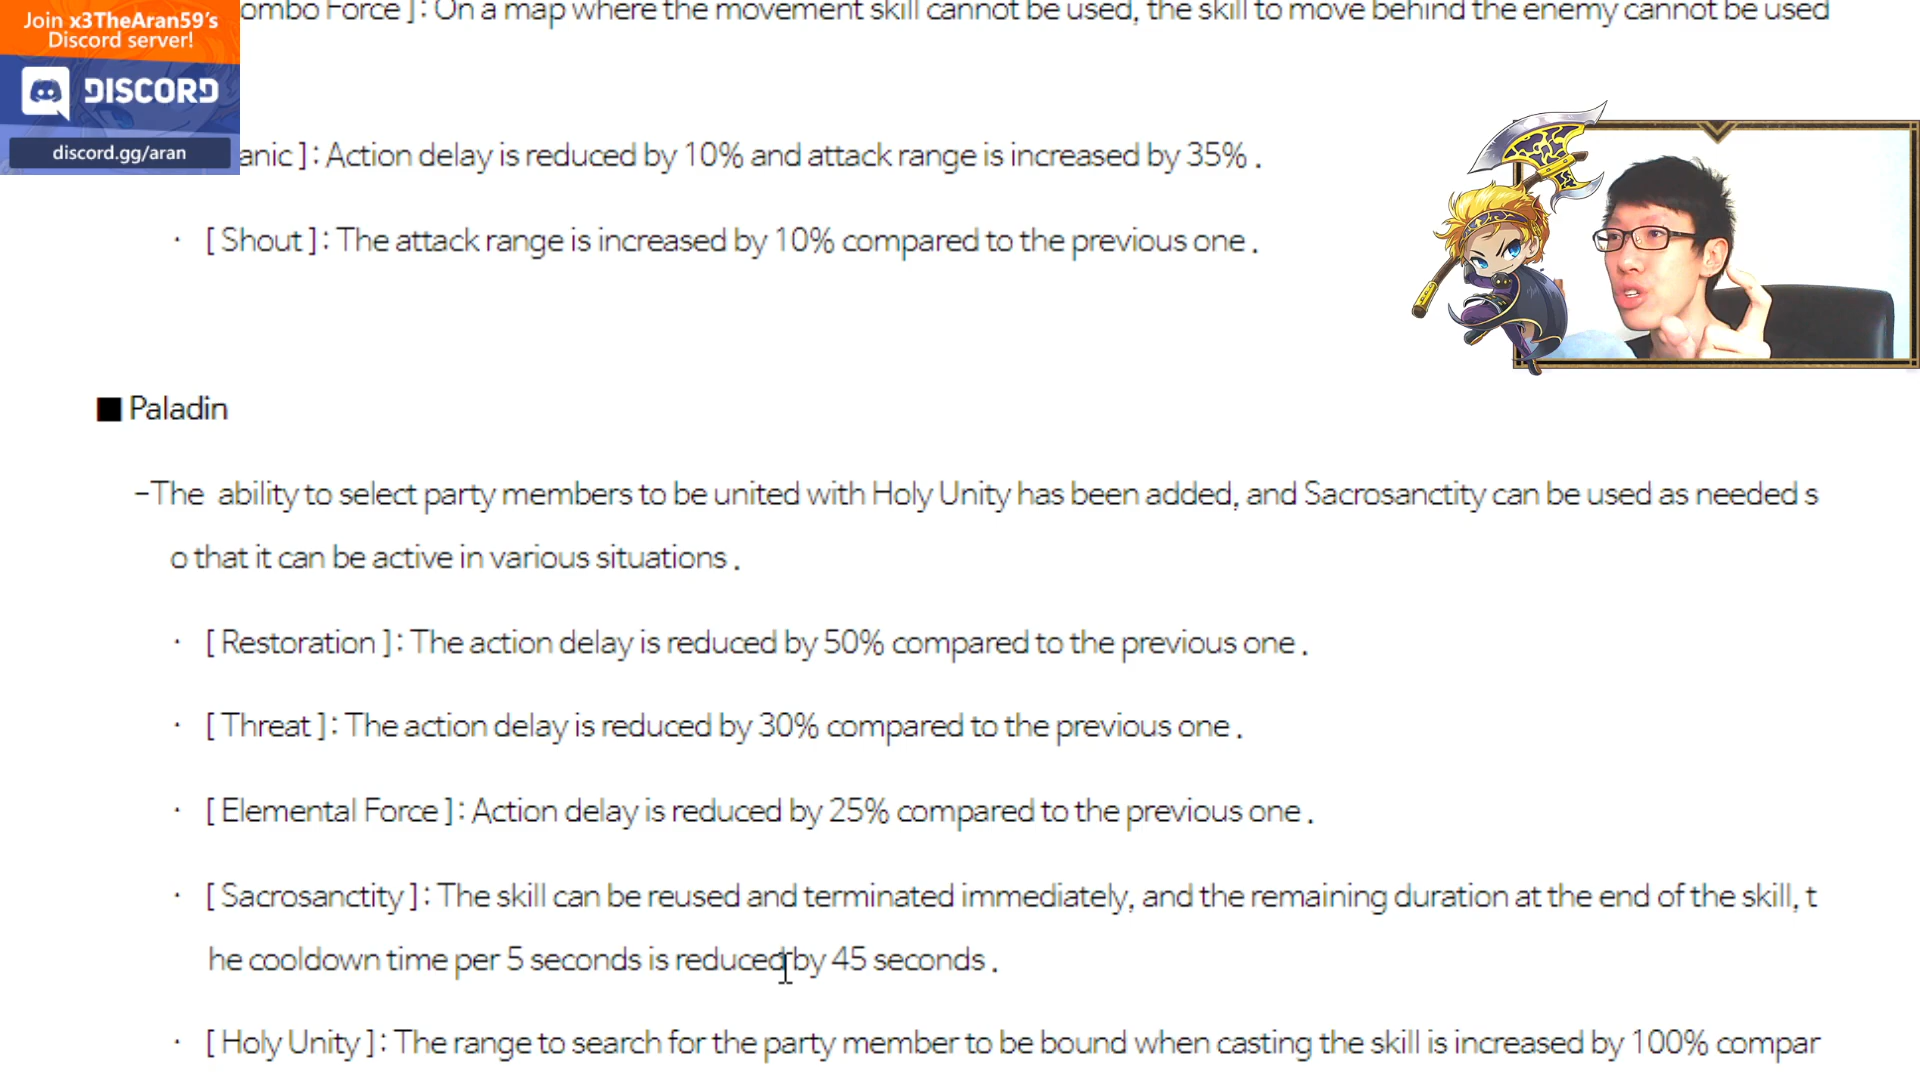 Join x3TheAran59's
Discord server!
DISCORD
discord.gg/aran
ombo Force ]: On a map where the movement skill cannot be used, the skill to move behind the enemy cannot be used
anic ]: Action delay is reduced by 10% and attack range is increased by 35% .
· [ Shout ]: The attack range is increased by 10% compared to the previous one .
■ Paladin
-The ability to select party members to be united with Holy Unity has been added, and Sacrosanctity can be used as needed s
o that it can be active in various situations .
· [ Restoration ]: The action delay is reduced by 50% compared to the previous one .
· [ Threat ]: The action delay is reduced by 30% compared to the previous one .
· [ Elemental Force ]: Action delay is reduced by 25% compared to the previous one .
· [ Sacrosanctity ]: The skill can be reused and terminated immediately, and the remaining duration at the end of the skill, t
he cooldown time per 5 seconds is reduced by 45 seconds .
· [ Holy Unity ]: The range to search for the party member to be bound when casting the skill is increased by 100% compar